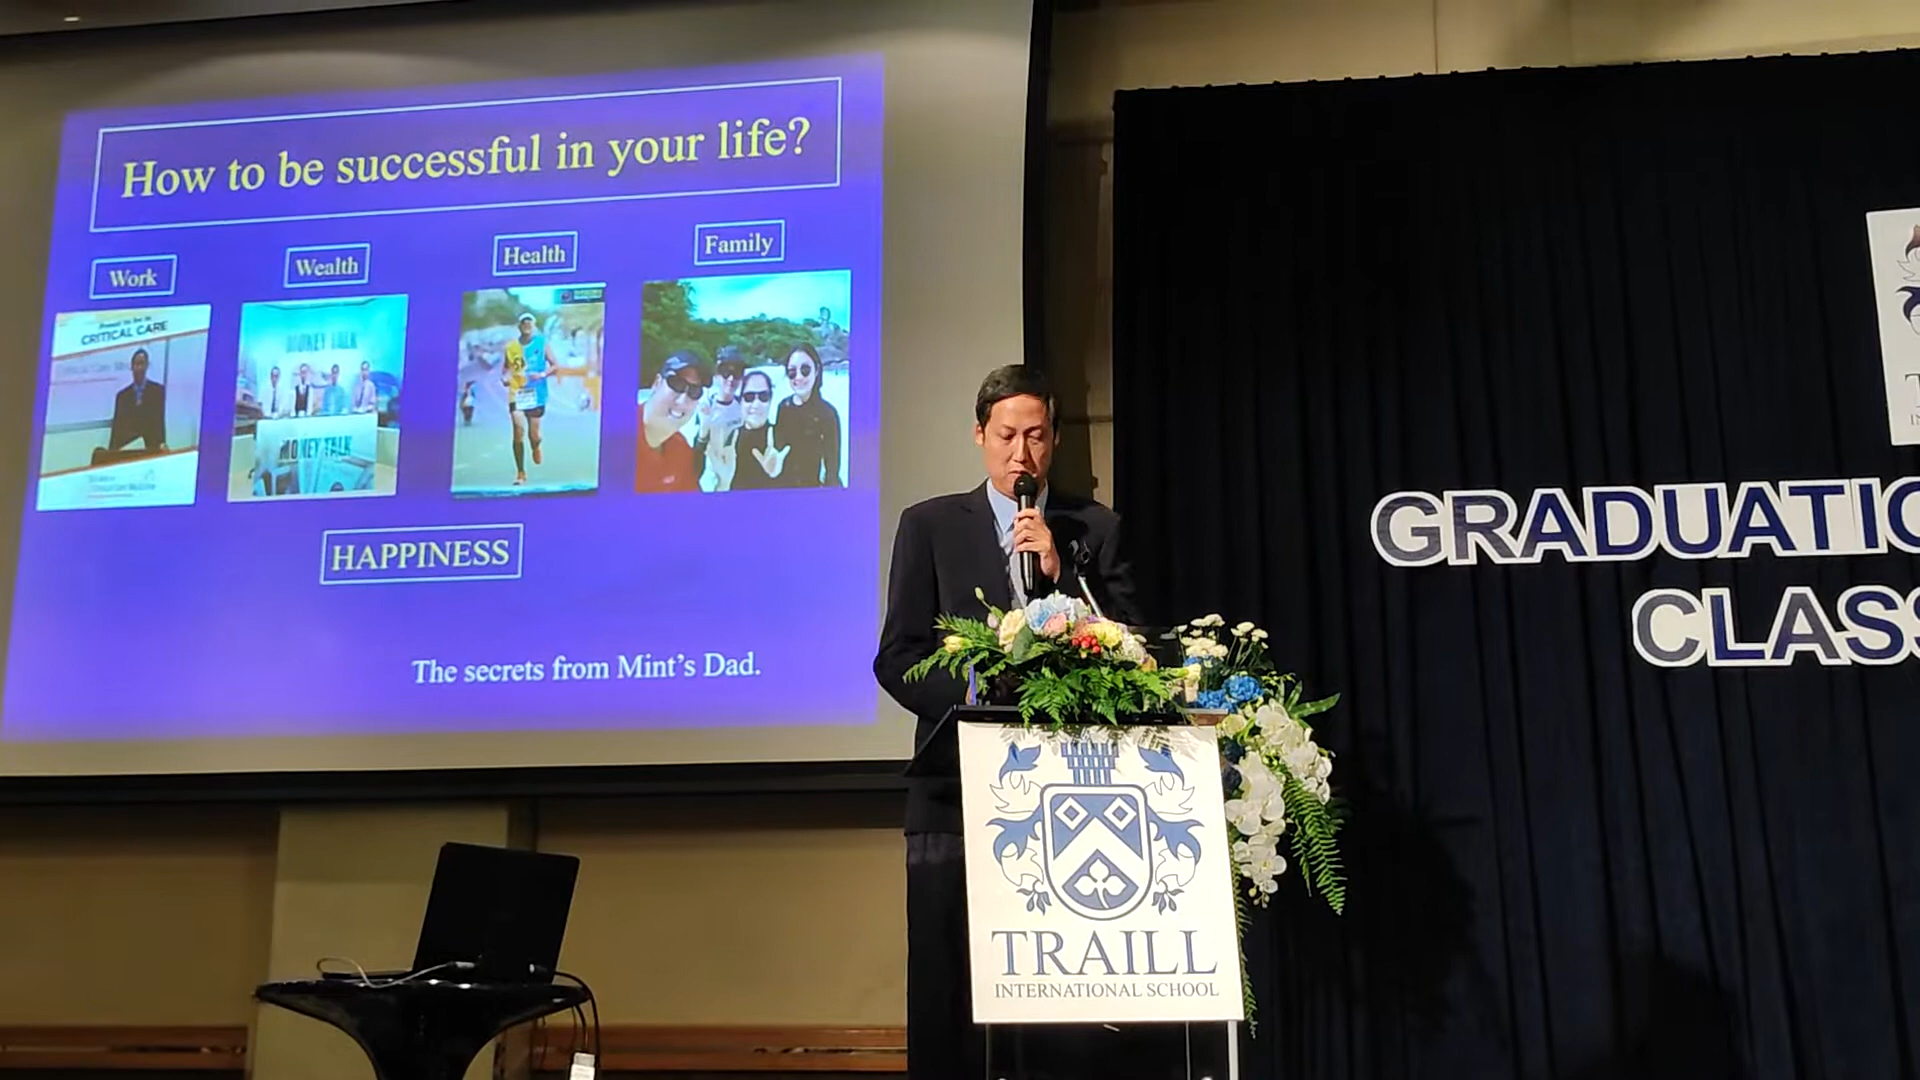 How to be successful in your life?
Work
Wealth
Health
Family
CRITICAL CARE
MONEY TALK
MONEY TALK
HAPPINESS
The secrets from Mint's Dad.
GRADUATIO
CLASS
TRAILL
INTERNATIONAL SCHOOL